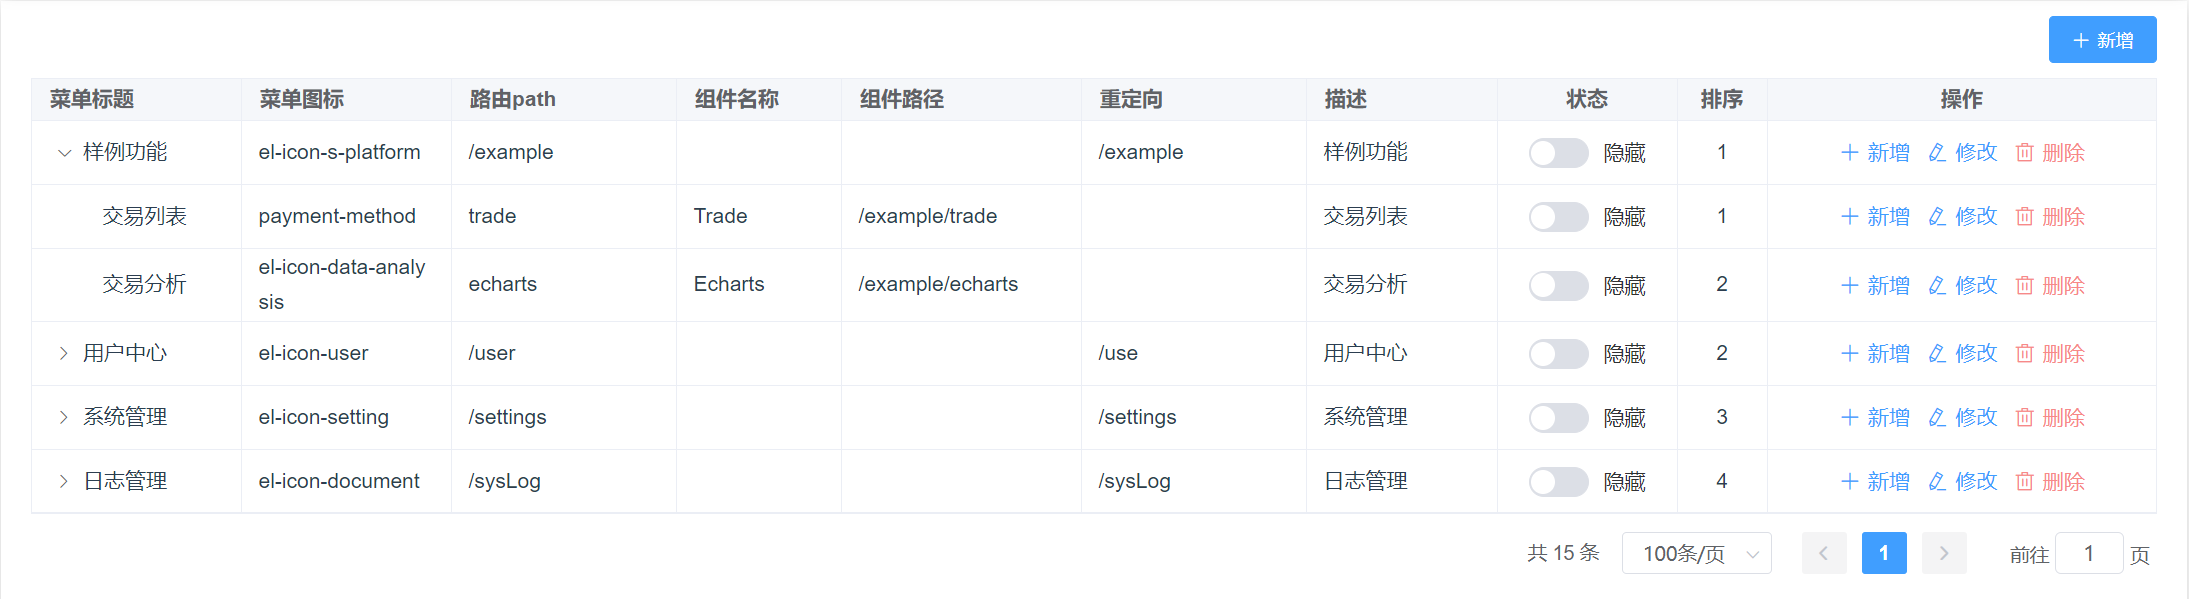 新增
菜单标题 菜单图标 路由path 组件名称 组件路径 重定向 描述 状态 排序 操作
样例功能 el-icon-s-platform /example /example 样例功能 隐藏 1 新增 修改 删除
交易列表 payment-method trade Trade /example/trade 交易列表 隐藏 1 新增 修改 删除
交易分析 el-icon-data-analy
sis echarts Echarts /example/echarts 交易分析 隐藏 2 新增 修改 删除
用户中心 el-icon-user /user /use 用户中心 隐藏 2 新增 修改 删除
系统管理 el-icon-setting /settings /settings 系统管理 隐藏 3 新增 修改 删除
日志管理 el-icon-document /sysLog /sysLog 日志管理 隐藏 4 新增 修改 删除
共 15 条 100条/页 1 前往 1 页